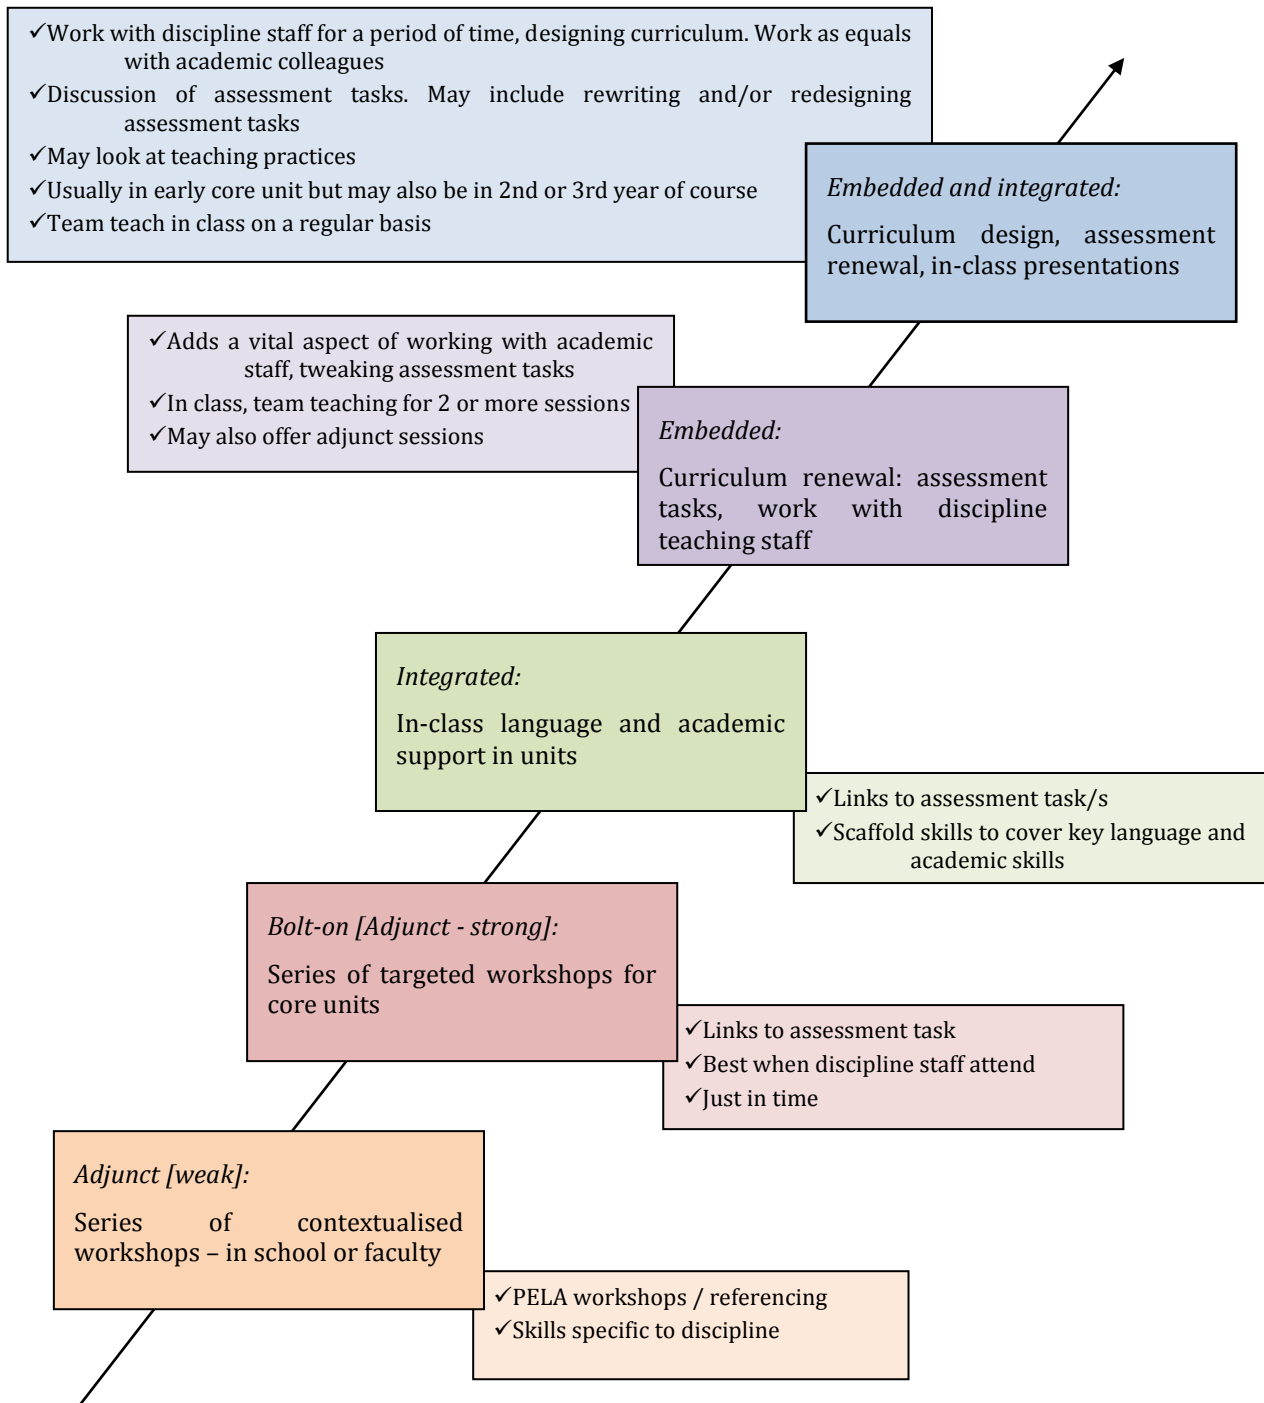 ✓Work with discipline staff for a period of time, designing curriculum. Work as equals
with academic colleagues
✓Discussion of assessment tasks. May include rewriting and/or redesigning
assessment tasks
✓May look at teaching practices
✓Usually in early core unit but may also be in 2nd or 3rd year of course
✓Team teach in class on a regular basis
Embedded and integrated:
Curriculum design, assessment
renewal, in-class presentations
✓Adds a vital aspect of working with academic
staff, tweaking assessment tasks
✓In class, team teaching for 2 or more sessions
✓May also offer adjunct sessions
Embedded:
Curriculum renewal: assessment
tasks, work with discipline
teaching staff
Integrated:
In-class language and academic
support in units
✓Links to assessment task/s
✓Scaffold skills to cover key language and
academic skills
Bolt-on [Adjunct - strong]:
Series of targeted workshops for
core units
✓Links to assessment task
✓Best when discipline staff attend
✓Just in time
Adjunct [weak]:
Series of contextualised
workshops – in school or faculty
✓PELA workshops / referencing
✓Skills specific to discipline